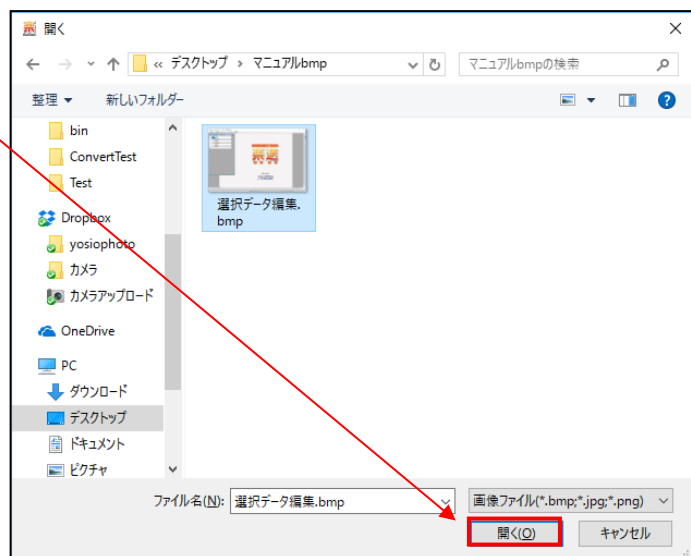 開く
« デスクトップ › マニュアルbmp
マニュアルbmpの検索
整理 新しいフォルダー
bin
ConvertTest
Test
Dropbox
yosiophoto
カメラ
カメラアップロード
OneDrive
PC
ダウンロード
デスクトップ
ドキュメント
ピクチャ
選択データ編集.
bmp
ファイル名(N): 選択データ編集.bmp 画像ファイル(*.bmp;*.jpg;*.png)
開く(O) キャンセル